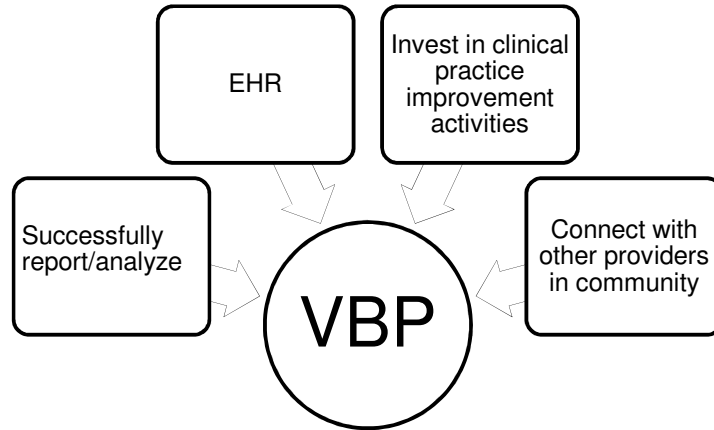 EHR
Invest in clinical
practice
improvement
activities
Successfully
report/analyze
Connect with
other providers
in community
VBP